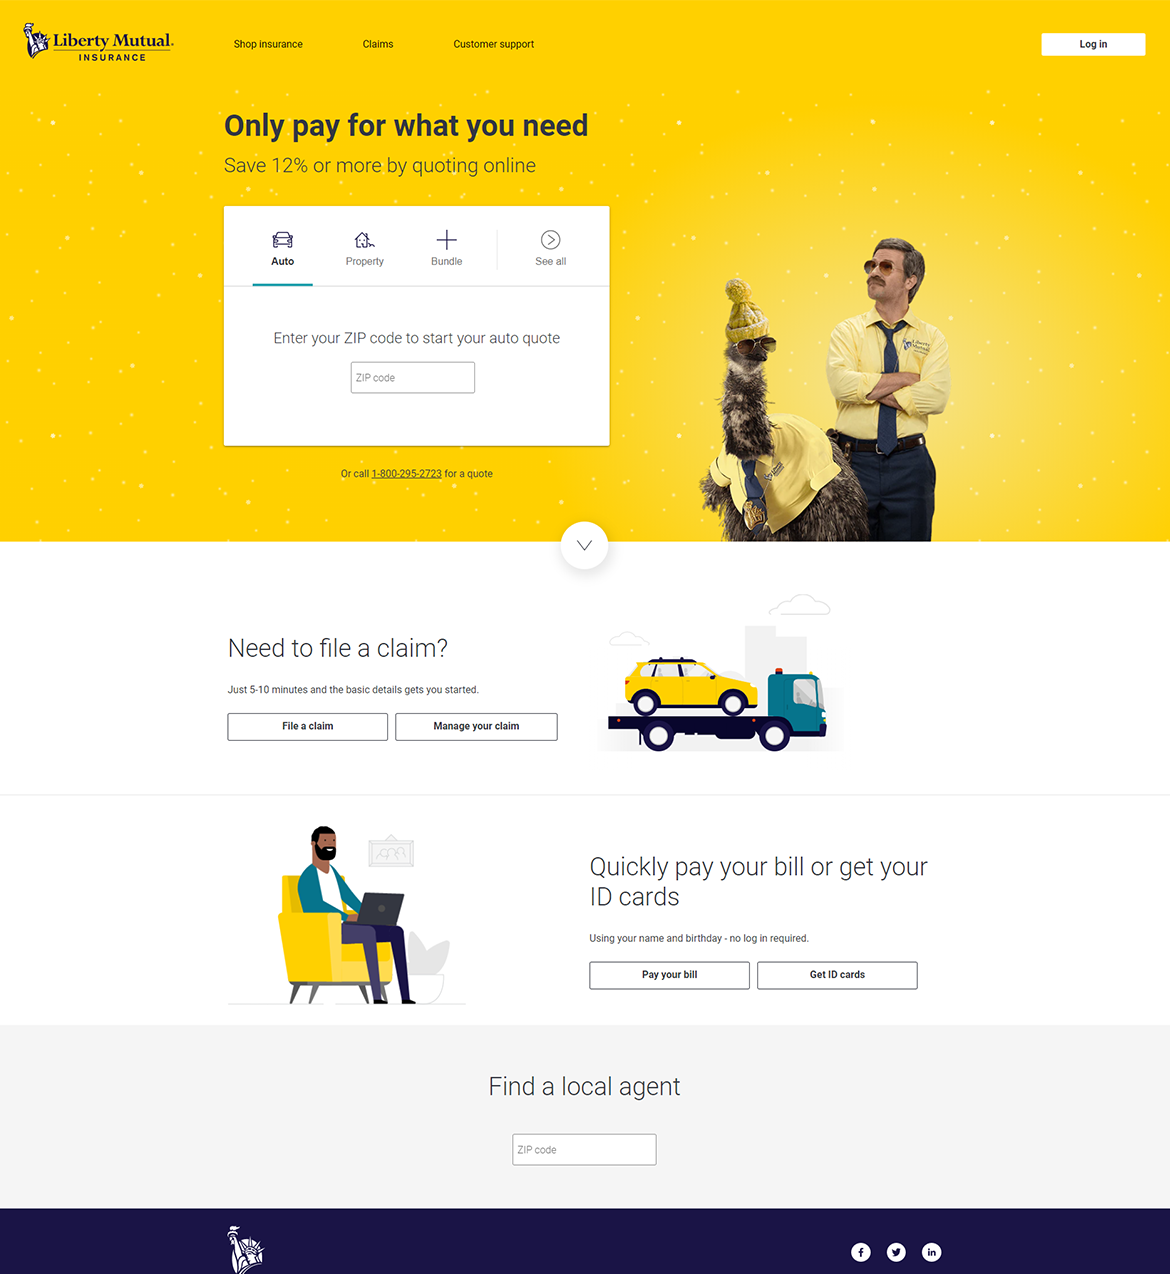 Liberty Mutual.
INSURANCE
Shop insurance
Claims
Customer support
Log in
Only pay for what you need
Save 12% or more by quoting online
Auto
Property
Bundle
See all
Enter your ZIP code to start your auto quote
ZIP code
Or call 1-800-295-2723 for a quote
Liberty
Mutual
Need to file a claim?
Just 5-10 minutes and the basic details gets you started.
File a claim
Manage your claim
Quickly pay your bill or get your
ID cards
Using your name and birthday - no log in required.
Pay your bill
Get ID cards
Find a local agent
ZIP code